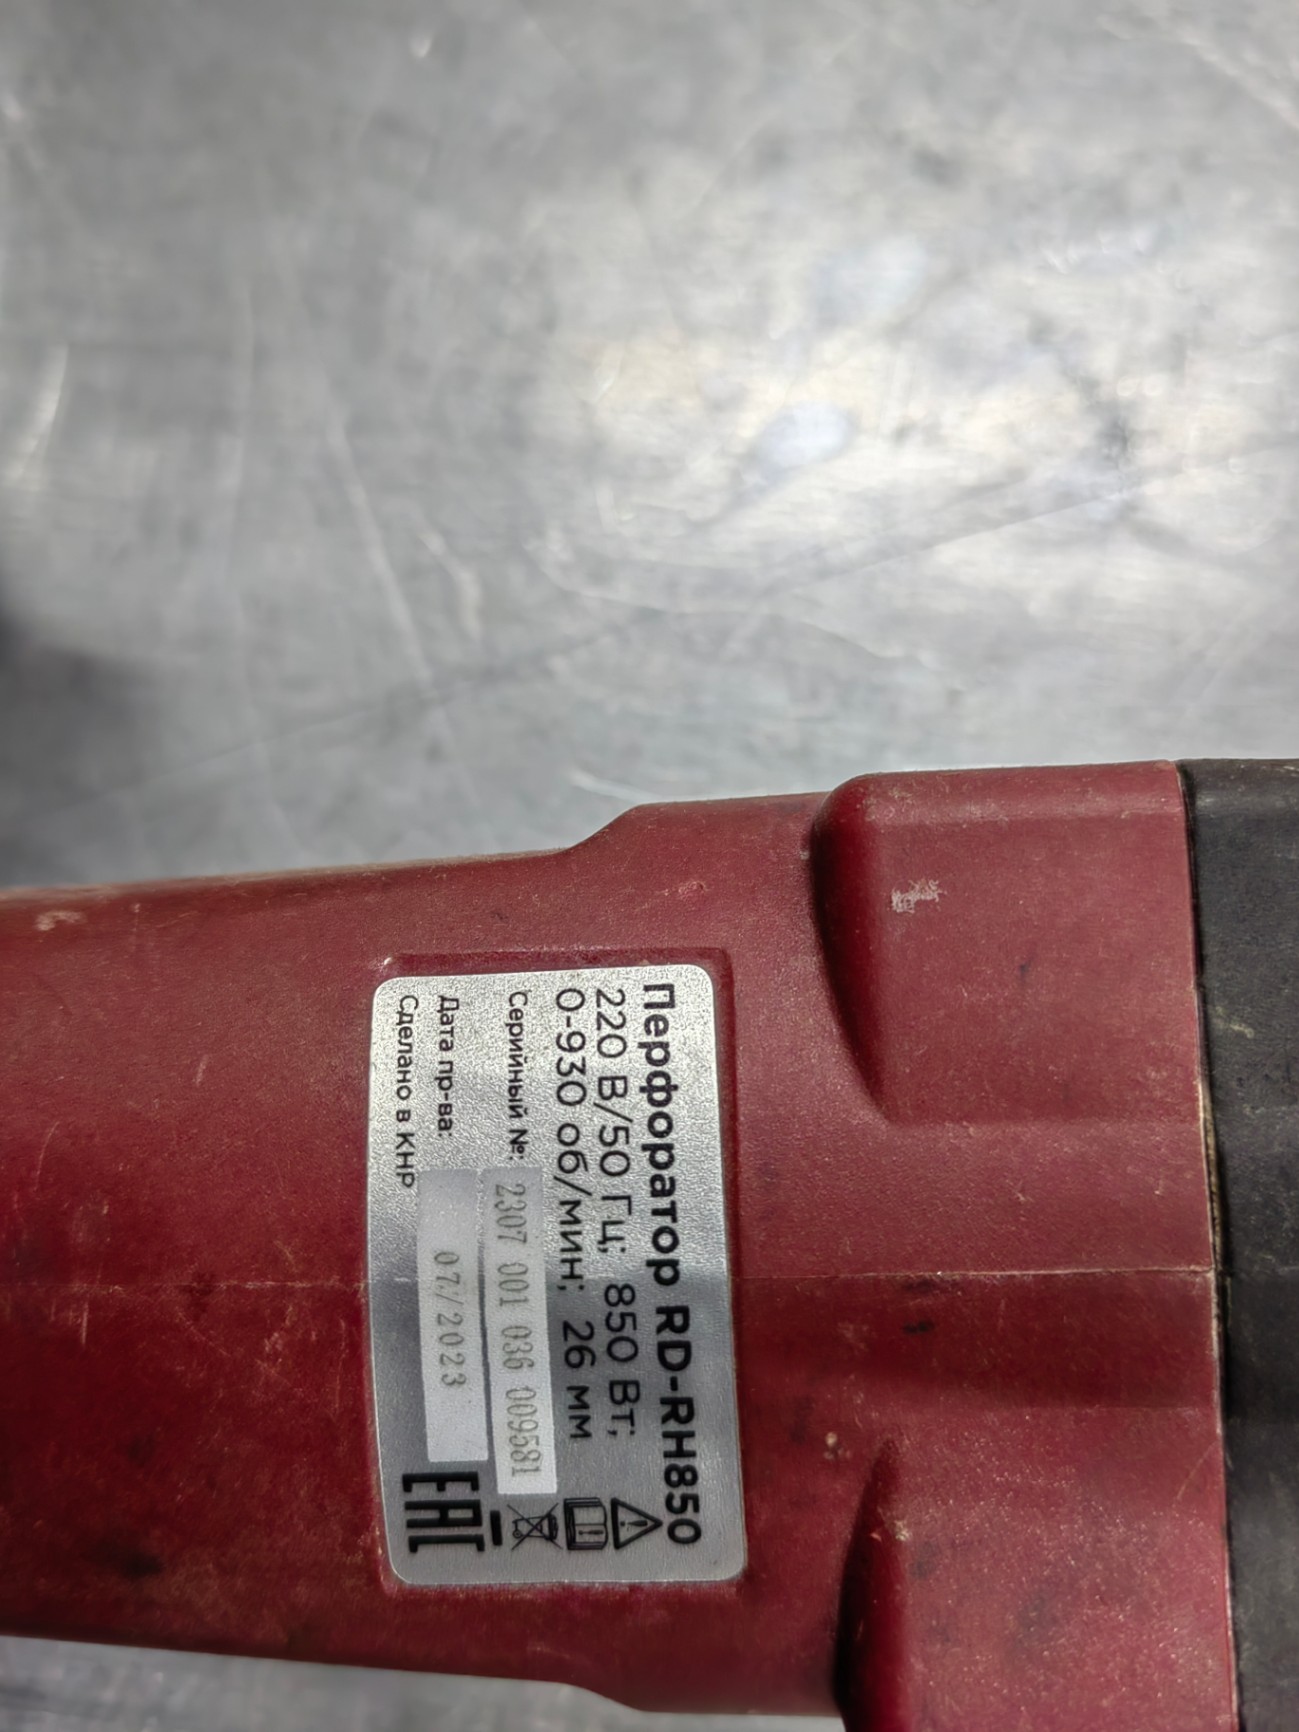 Перфоратор RD-RH850
220 В/50 Гц; 850 Вт;
0-930 об/мин; 26 мм
Серийный №: 2307 001 036 009581
Дата пр-ва: 07/2023
Сделано в КНР
EAC